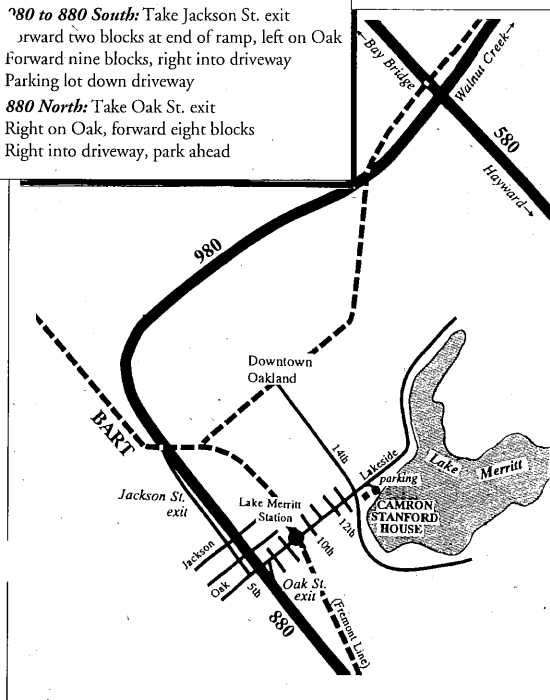 980 to 880 South: Take Jackson St. exit
orward two blocks at end of ramp, left on Oak
Forward nine blocks, right into driveway
Parking lot down driveway
880 North: Take Oak St. exit
Right on Oak, forward eight blocks
Right into driveway, park ahead
←Bay Bridge
Walnut Creek→
580
Hayward→
980
Downtown
Oakland
BART
14th
Lakeside
Lake Merritt
parking
CAMRON
STANFORD
HOUSE
Jackson St.
exit
Lake Merritt
Station
12th
10th
Jackson
Oak
5th
Oak St.
exit
880
(Fremont Line)